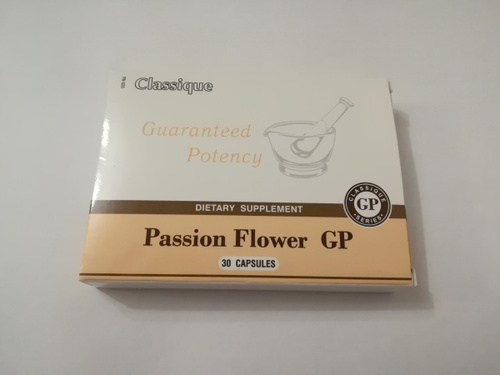 Classique
Guaranteed
Potency
DIETARY SUPPLEMENT
CLASSIQUE
GP
SERIES
Passion Flower GP
30 CAPSULES